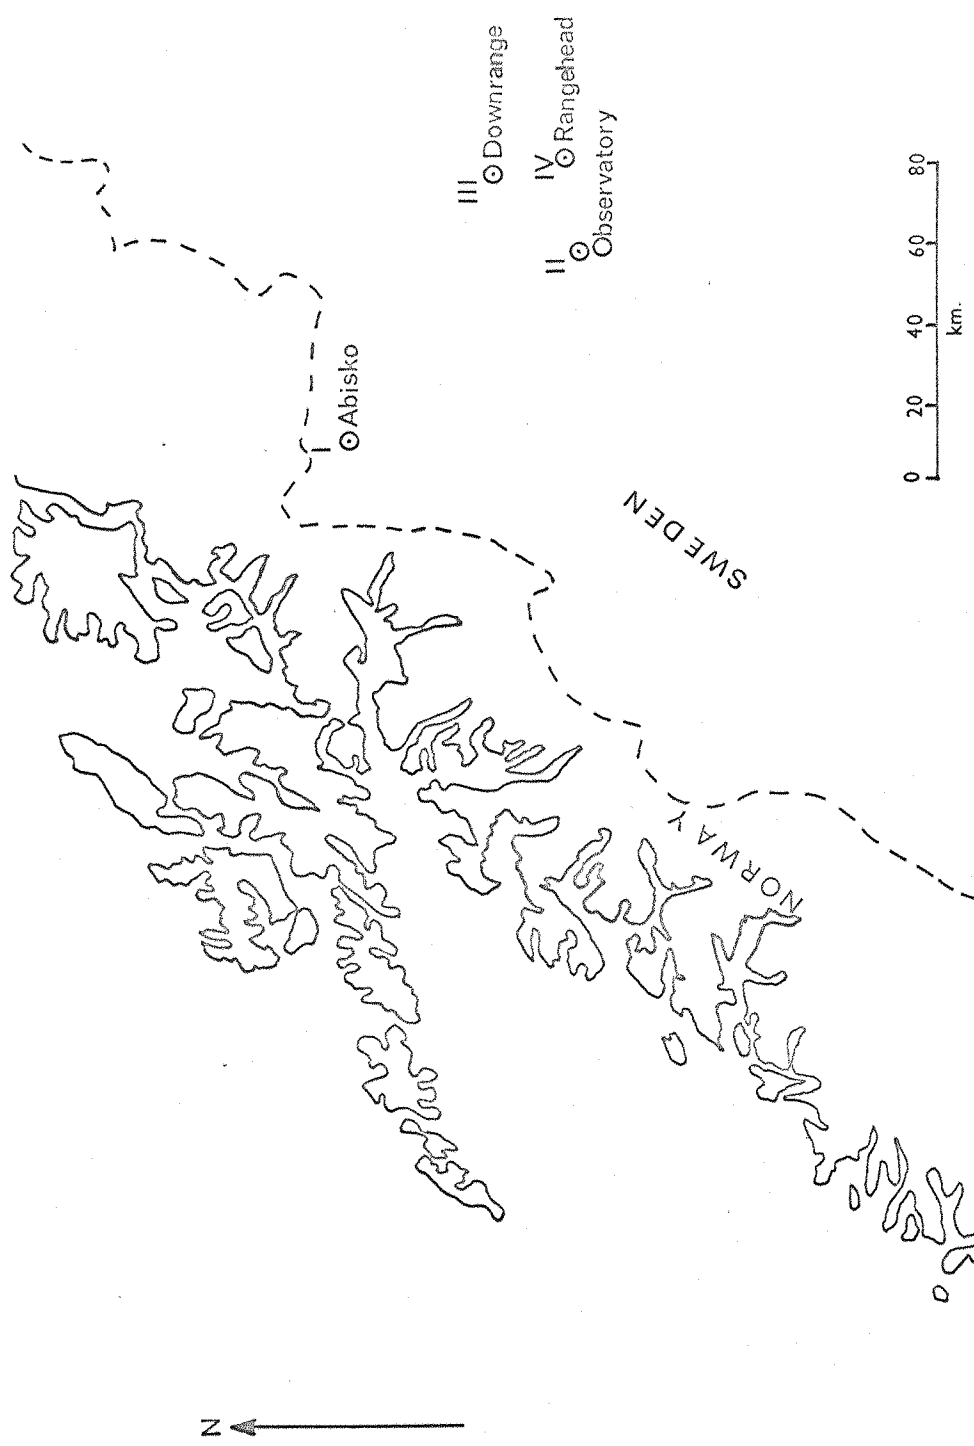 N
I
Abisko
III
Downrange
IV
Rangehead
II
Observatory
NORWAY
SWEDEN
0 20 40 60 80
km.